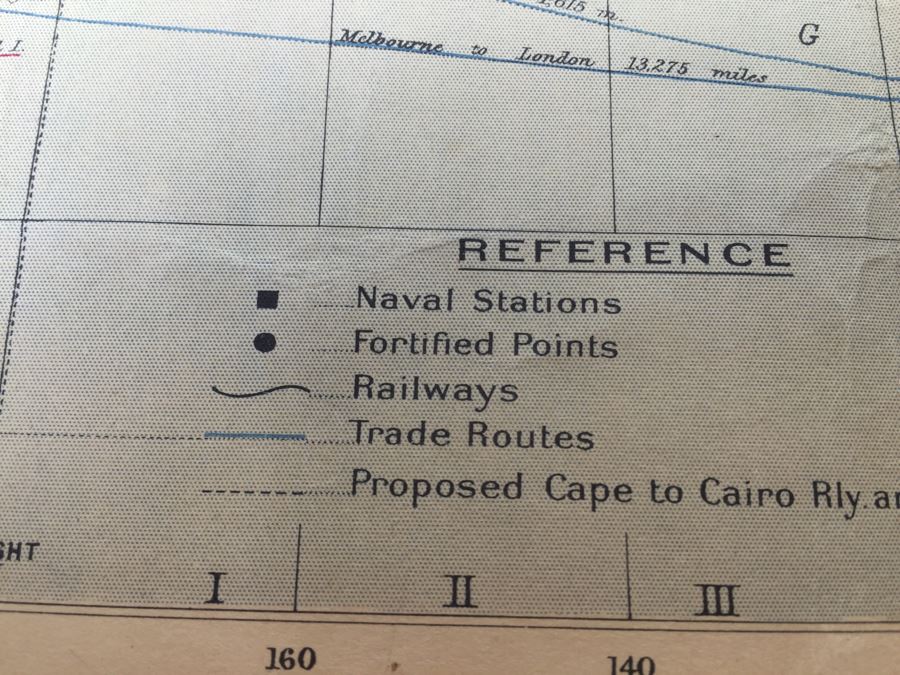 ,615 m.
G
I.
Melbourne to London 13,275 miles
REFERENCE
Naval Stations
Fortified Points
Railways
Trade Routes
Proposed Cape to Cairo Rly.
I II III
160 140